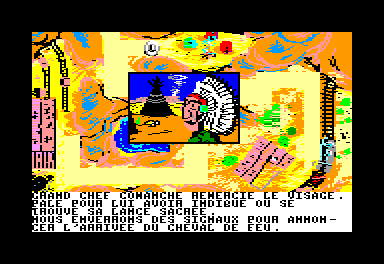 GRAND CHEF COMANCHE REMERCIE LE VISAGE.
PALE POUR LUI AVOIR INDIQUE OU SE
TROUVE SA LANCE SACREE.
NOUS ENVERRONS DES SIGNAUX POUR ANNON-
CER L'ARRIVEE DU CHEVAL DE FEU.